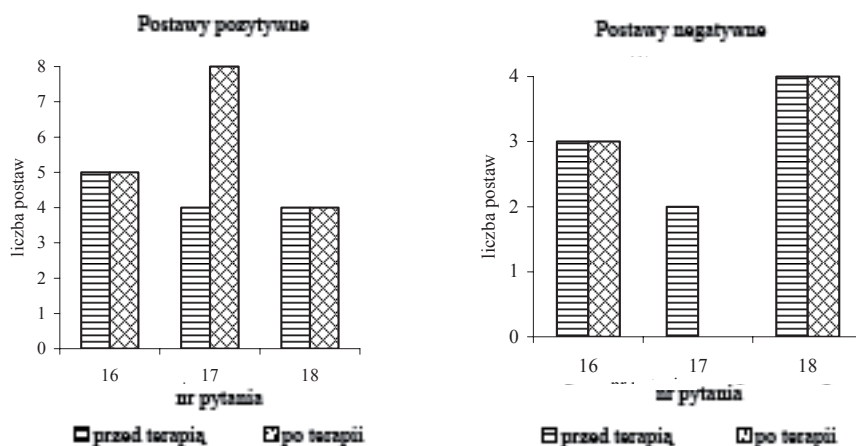 Postawy pozytywne
liczba postaw
8
7
6
5
4
3
2
1
0
16 17 18
nr pytania
przed terapią po terapii
Postawy negatywne
liczba postaw
4
3
2
1
0
16 17 18
nr pytania
przed terapią po terapii